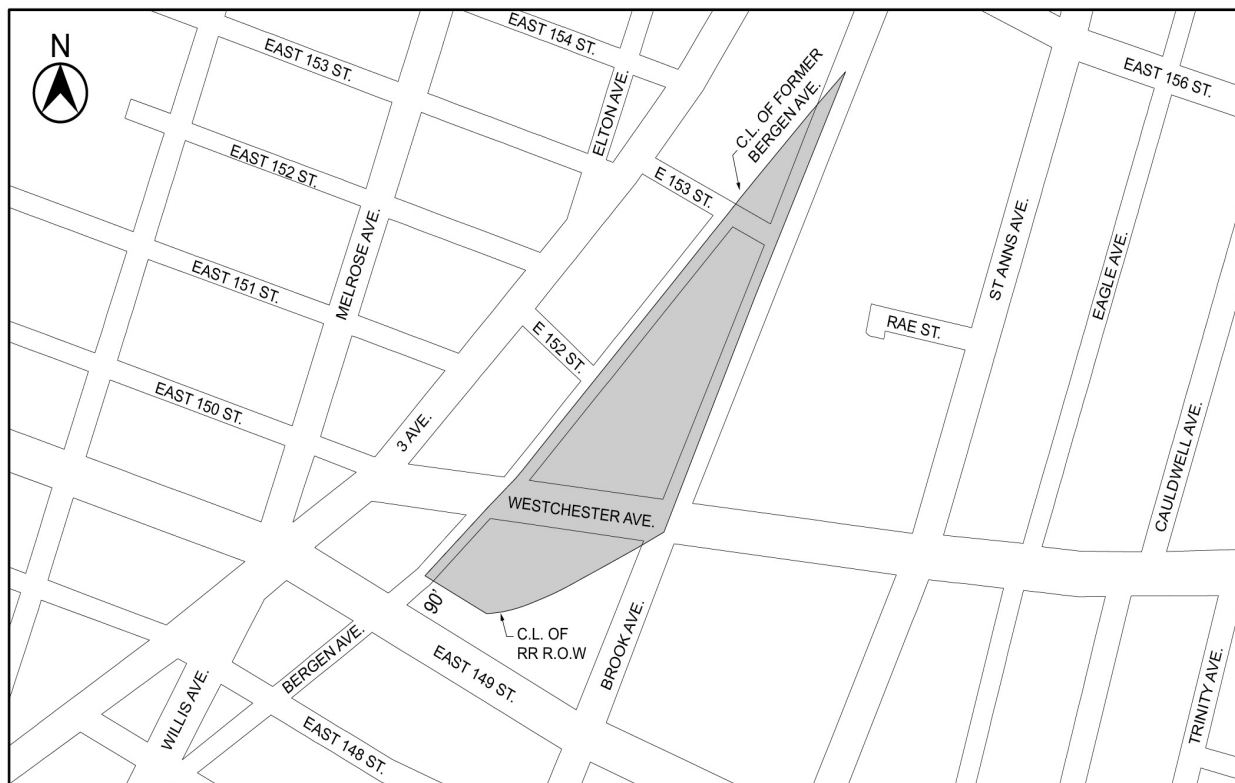 N
EAST 153 ST.
EAST 154 ST.
ELTON AVE.
C.L. OF FORMER
BERGEN AVE.
EAST 156 ST.
EAST 152 ST.
E 153 ST.
MELROSE AVE.
ST ANNS AVE.
EAGLE AVE.
EAST 151 ST.
RAE ST.
E 152 ST.
EAST 150 ST.
3 AVE.
CAULDWELL AVE.
WESTCHESTER AVE.
90'
C.L. OF
RR R.O.W
BERGEN AVE.
EAST 149 ST.
BROOK AVE.
WILLIS AVE.
EAST 148 ST.
TRINITY AVE.